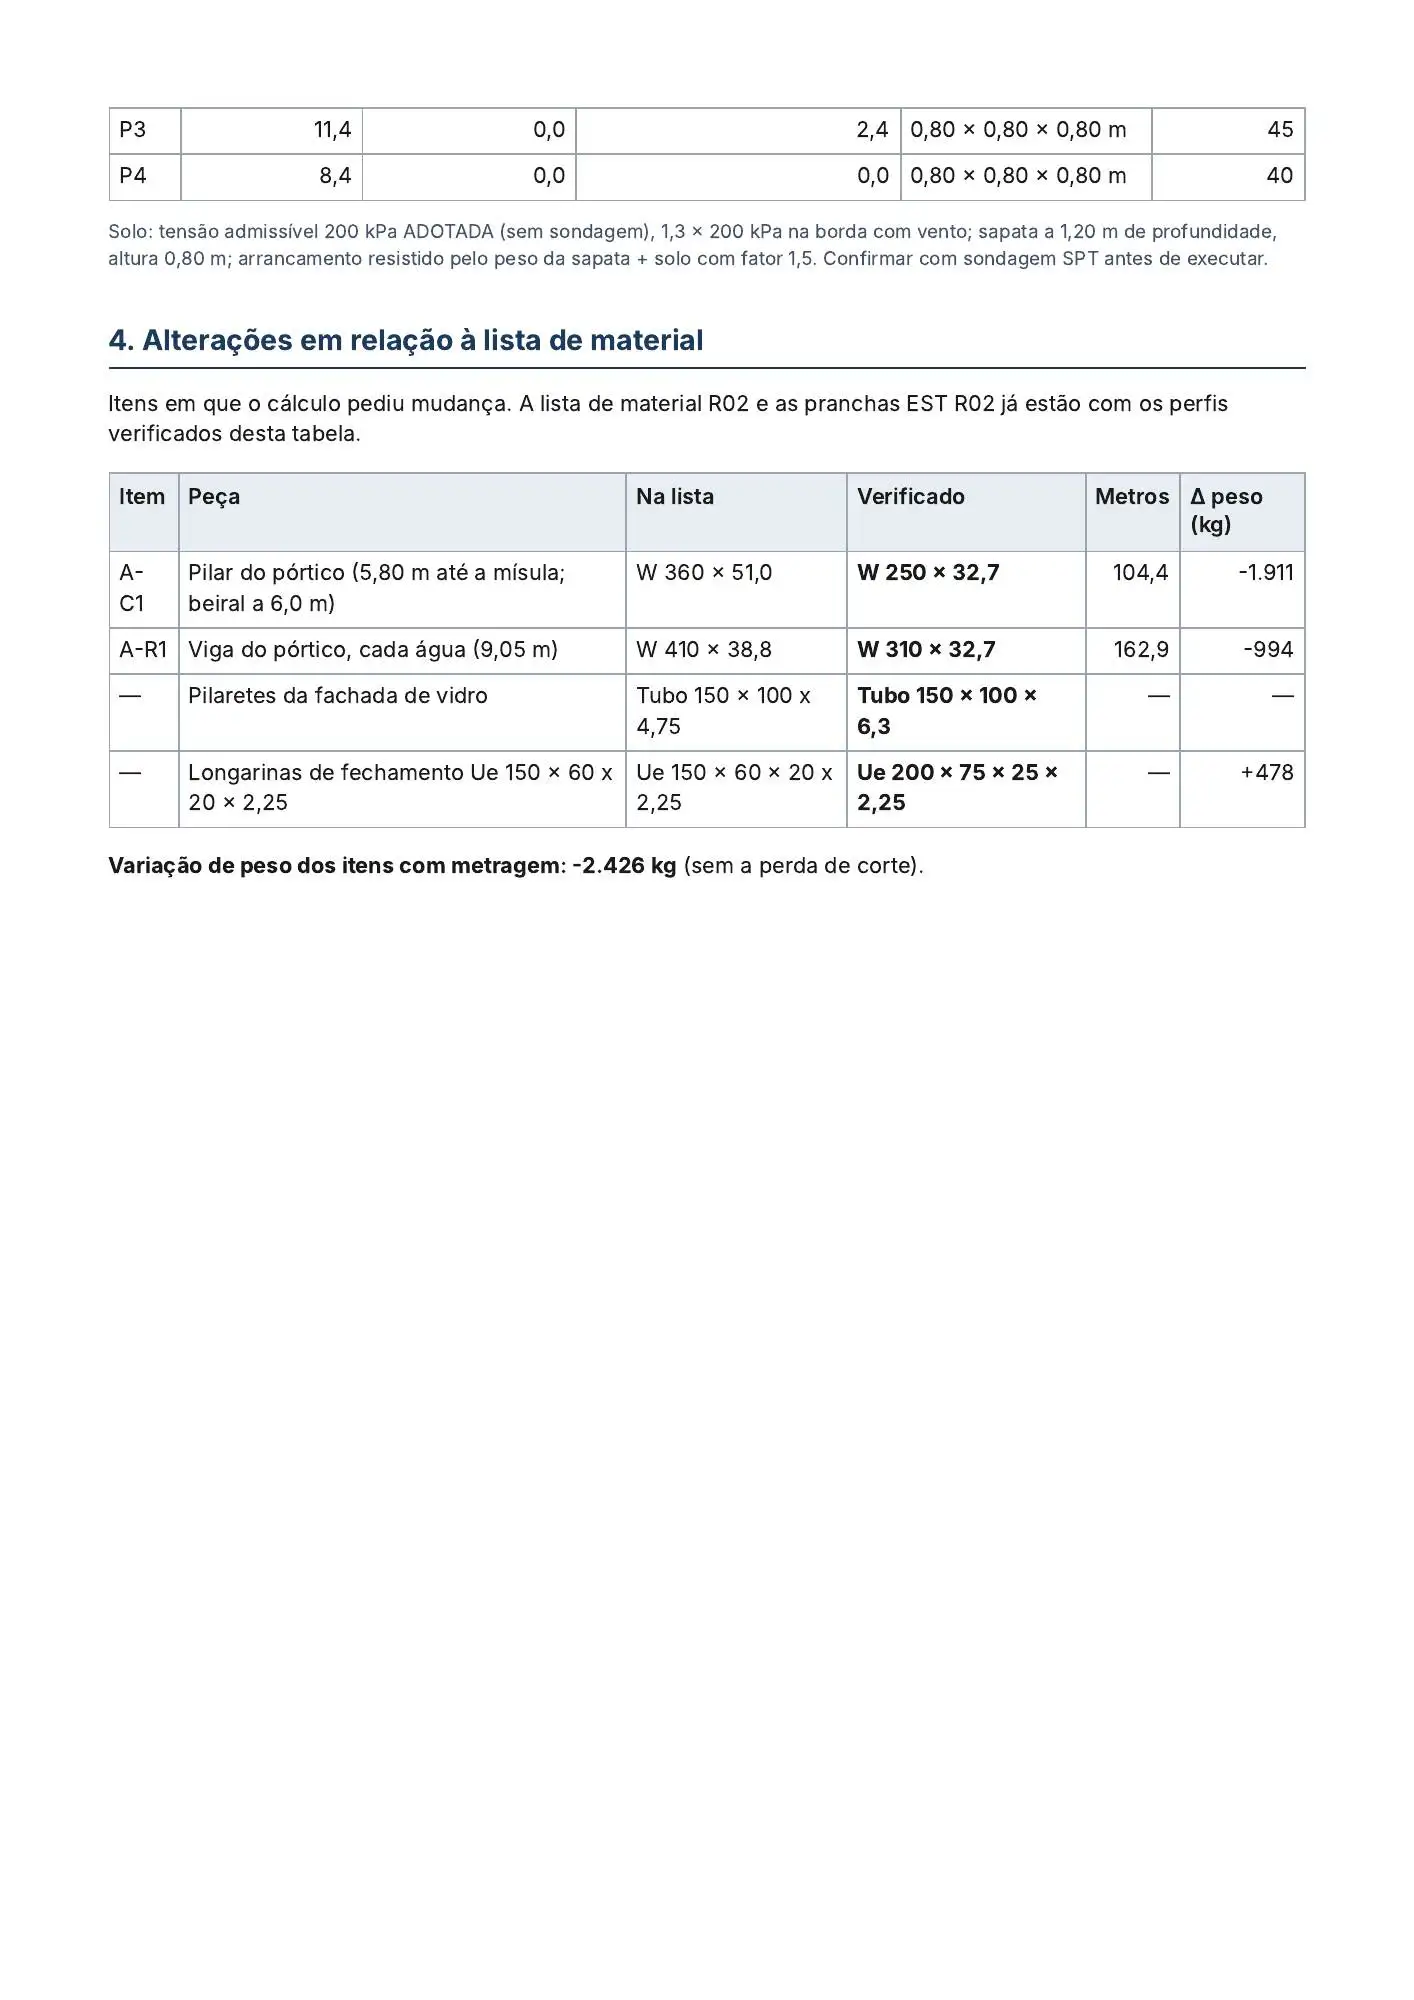 P3 11,4 0,0 2,4 0,80 × 0,80 × 0,80 m 45
P4 8,4 0,0 0,0 0,80 × 0,80 × 0,80 m 40
Solo: tensão admissível 200 kPa ADOTADA (sem sondagem), 1,3 × 200 kPa na borda com vento; sapata a 1,20 m de profundidade,
altura 0,80 m; arrancamento resistido pelo peso da sapata + solo com fator 1,5. Confirmar com sondagem SPT antes de executar.
4. Alterações em relação à lista de material
Itens em que o cálculo pediu mudança. A lista de material R02 e as pranchas EST R02 já estão com os perfis
verificados desta tabela.
Item Peça Na lista Verificado Metros Δ peso
(kg)
A- Pilar do pórtico (5,80 m até a mísula; W 360 × 51,0 W 250 × 32,7 104,4 -1.911
C1 beiral a 6,0 m)
A-R1 Viga do pórtico, cada água (9,05 m) W 410 × 38,8 W 310 × 32,7 162,9 -994
— Pilaretes da fachada de vidro Tubo 150 × 100 x Tubo 150 × 100 × — —
4,75 6,3
— Longarinas de fechamento Ue 150 × 60 x Ue 150 × 60 × 20 x Ue 200 × 75 × 25 × — +478
20 × 2,25 2,25 2,25
Variação de peso dos itens com metragem: -2.426 kg (sem a perda de corte).